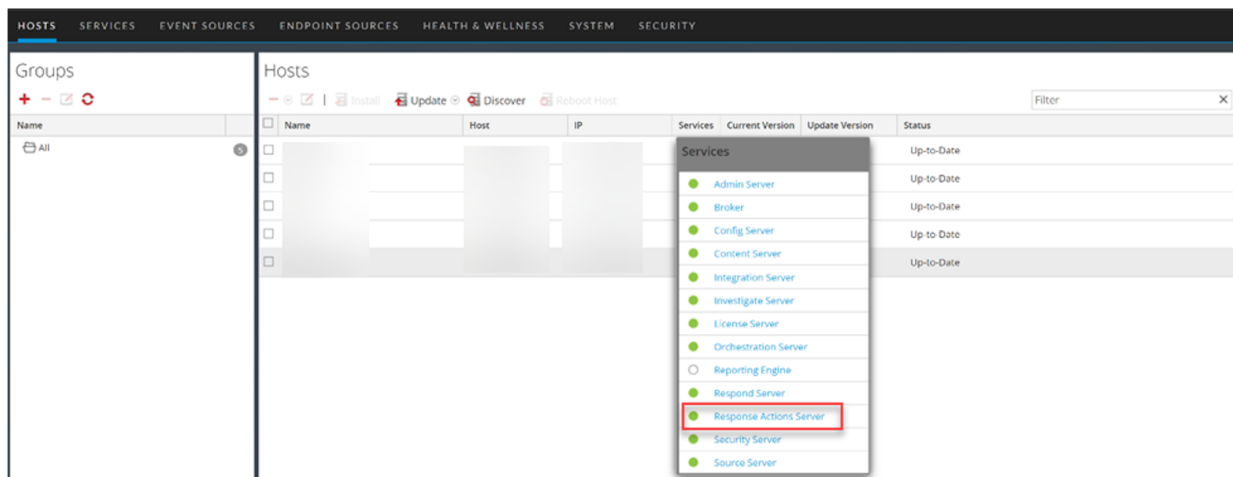 HOSTS SERVICES EVENT SOURCES ENDPOINT SOURCES HEALTH & WELLNESS SYSTEM SECURITY
Groups
Name
All 5
Hosts
Install Update Discover Reboot Host Filter
Name Host IP Services Current Version Update Version Status
Services
Up-to-Date
Up-to-Date
Up-to-Date
Up-to-Date
Up-to-Date
Admin Server
Broker
Config Server
Content Server
Integration Server
Investigate Server
License Server
Orchestration Server
Reporting Engine
Respond Server
Response Actions Server
Security Server
Source Server